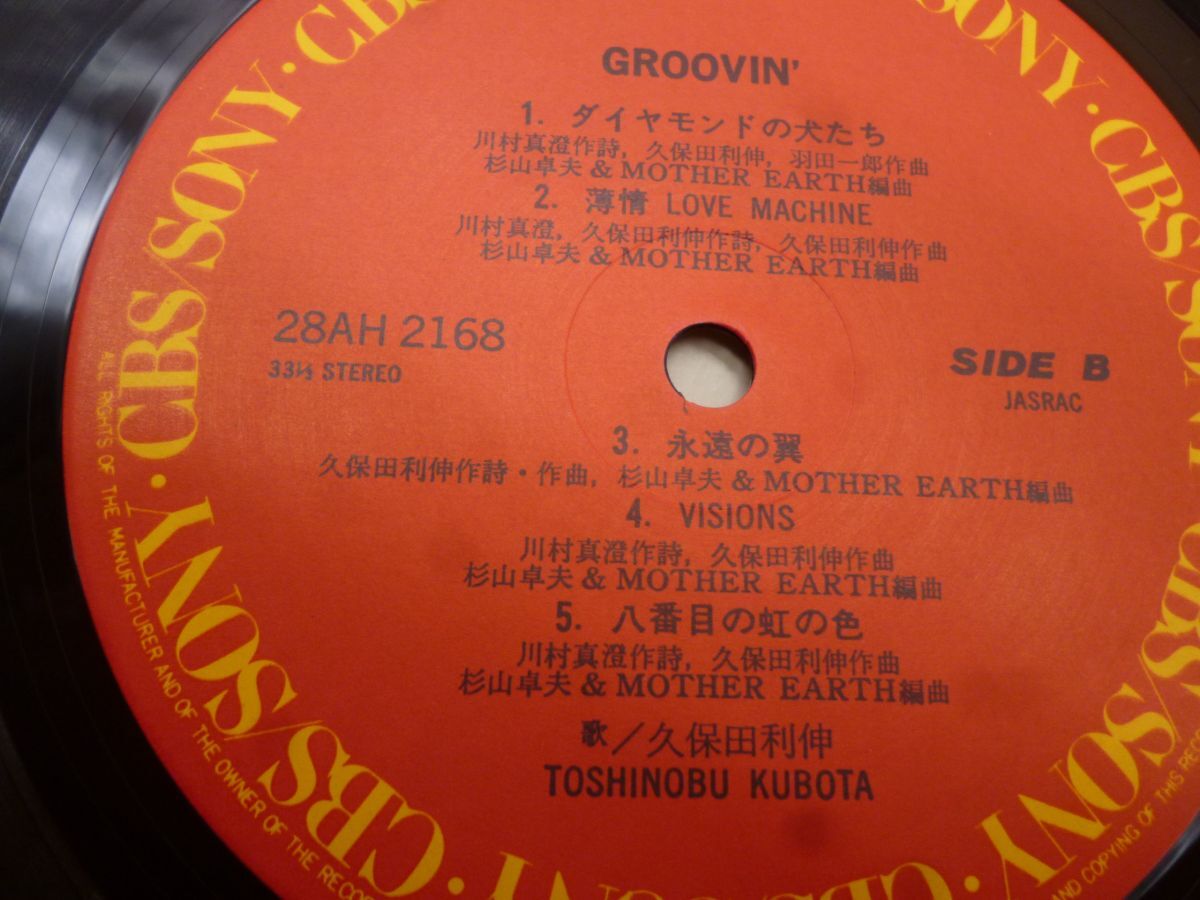 GROOVIN'
1. ダイヤモンドの犬たち
川村真澄作詩, 久保田利伸, 羽田一郎作曲
杉山卓夫 & MOTHER EARTH編曲
2. 薄情 LOVE MACHINE
川村真澄, 久保田利伸作詩, 久保田利伸作曲
杉山卓夫 & MOTHER EARTH編曲
28AH 2168
33⅓ STEREO
SIDE B
JASRAC
3. 永遠の翼
久保田利伸作詩・作曲, 杉山卓夫 & MOTHER EARTH編曲
4. VISIONS
川村真澄作詩, 久保田利伸作曲
杉山卓夫 & MOTHER EARTH編曲
5. 八番目の虹の色
川村真澄作詩, 久保田利伸作曲
杉山卓夫 & MOTHER EARTH編曲
歌／久保田利伸
TOSHINOBU KUBOTA
CBS/SONY · CBS/SONY · CBS/SONY · CBS/SONY
ALL RIGHTS OF THE MANUFACTURER AND OF THE OWNER OF THE
AND COPYING OF THIS